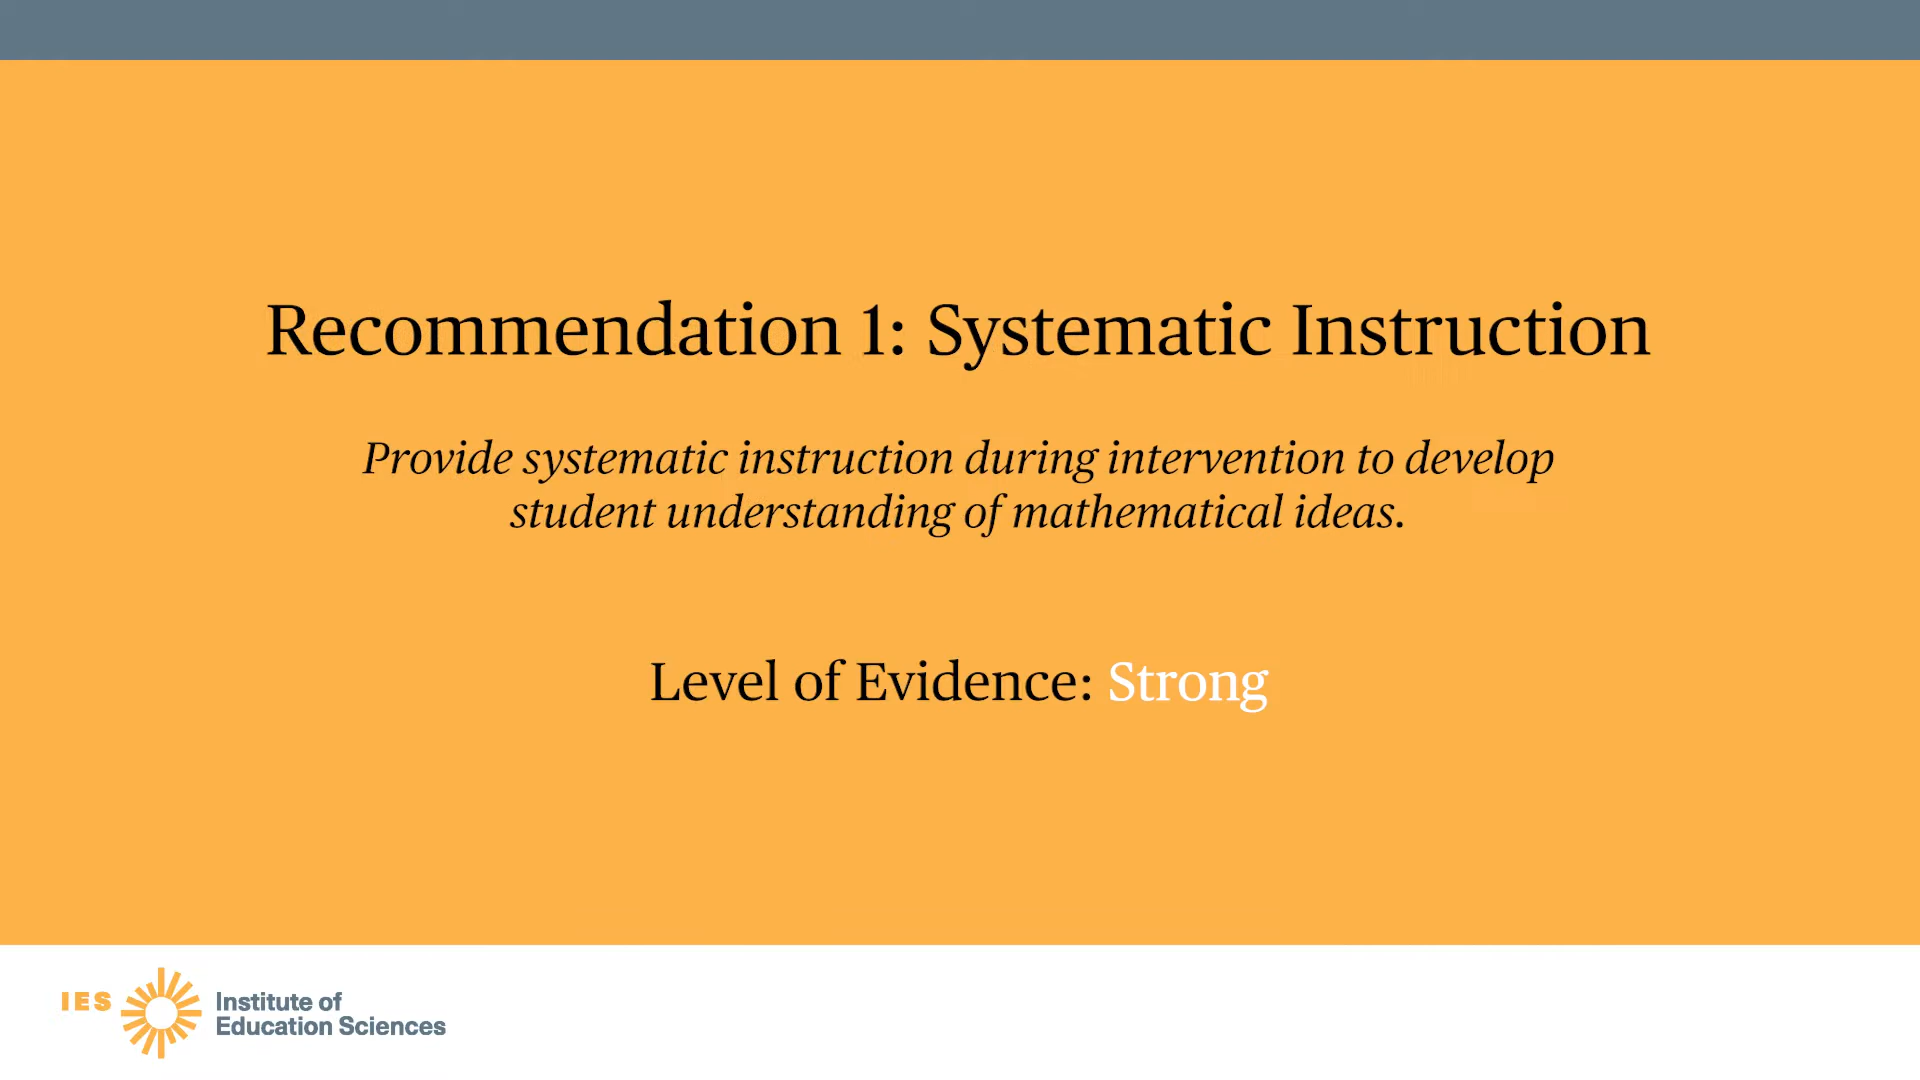 Recommendation 1: Systematic Instruction
Provide systematic instruction during intervention to develop
student understanding of mathematical ideas.
Level of Evidence: Strong
IES
Institute of
Education Sciences